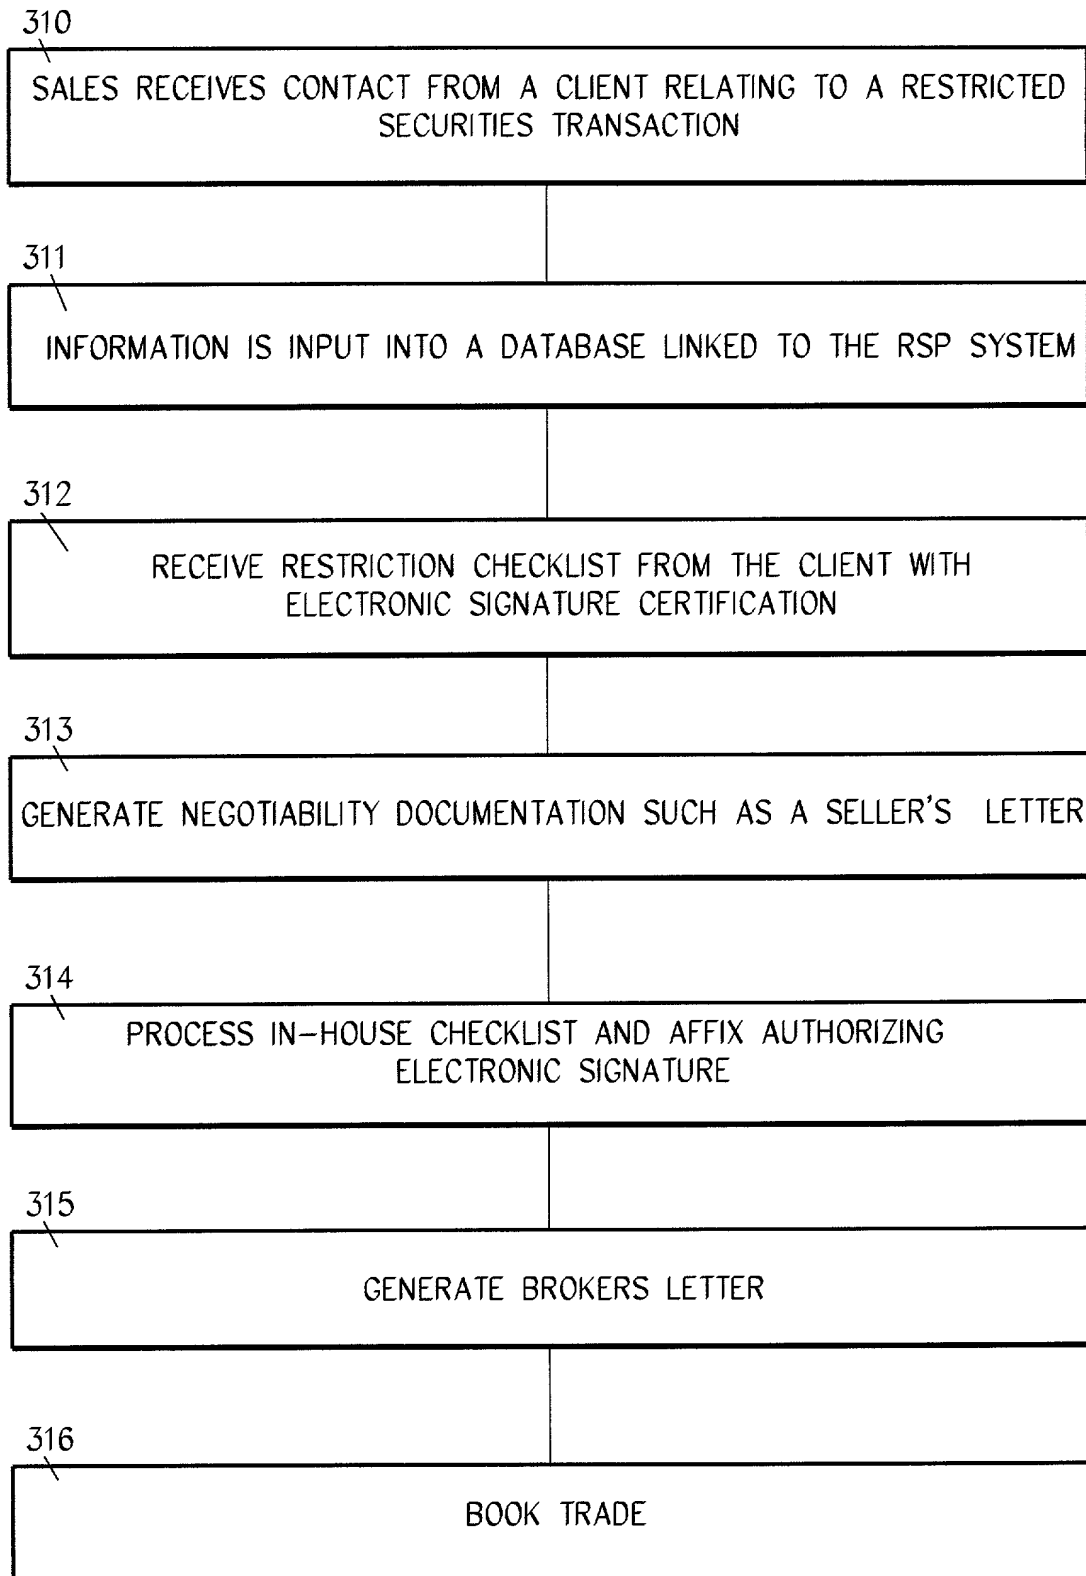 310
SALES RECEIVES CONTACT FROM A CLIENT RELATING TO A RESTRICTED
SECURITIES TRANSACTION
311
INFORMATION IS INPUT INTO A DATABASE LINKED TO THE RSP SYSTEM
312
RECEIVE RESTRICTION CHECKLIST FROM THE CLIENT WITH
ELECTRONIC SIGNATURE CERTIFICATION
313
GENERATE NEGOTIABILITY DOCUMENTATION SUCH AS A SELLER'S LETTER
314
PROCESS IN-HOUSE CHECKLIST AND AFFIX AUTHORIZING
ELECTRONIC SIGNATURE
315
GENERATE BROKERS LETTER
316
BOOK TRADE